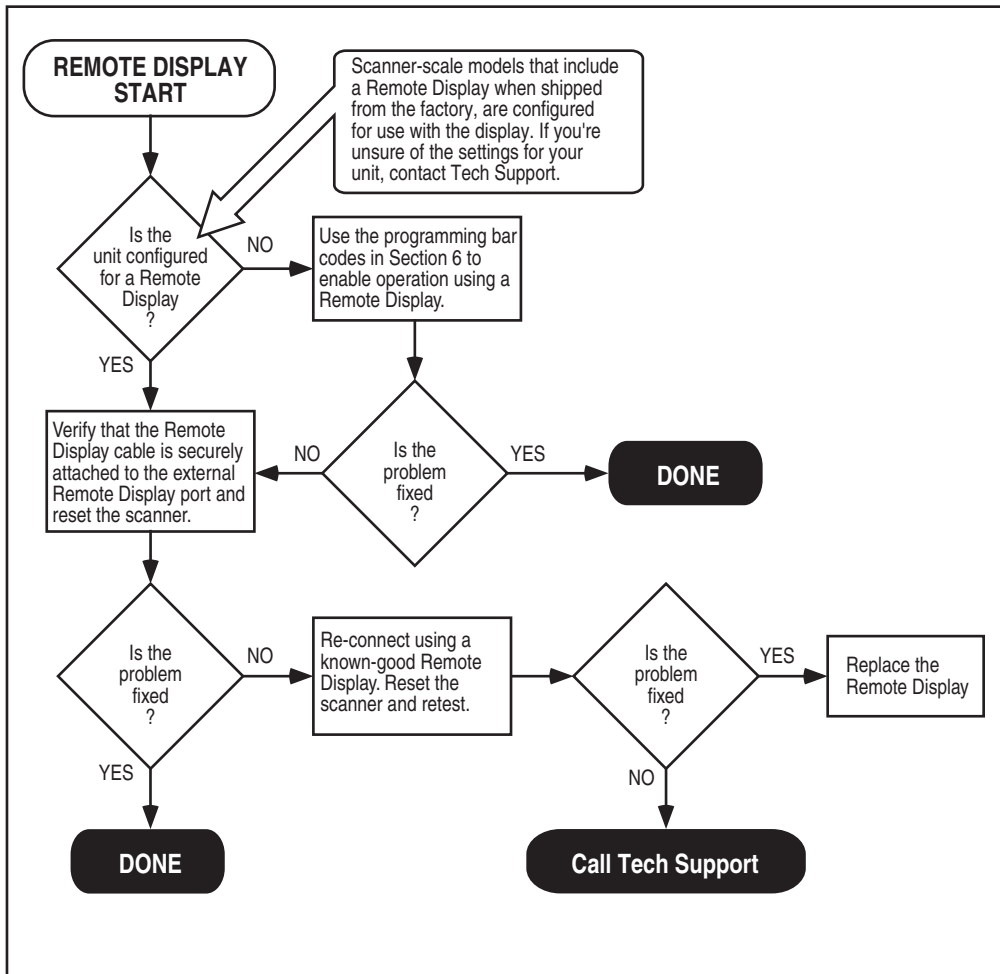 REMOTE DISPLAY
START
Scanner-scale models that include
a Remote Display when shipped
from the factory, are configured
for use with the display. If you're
unsure of the settings for your
unit, contact Tech Support.
Is the
unit configured
for a Remote
Display
?
NO
Use the programming bar
codes in Section 6 to
enable operation using a
Remote Display.
YES
Verify that the Remote
Display cable is securely
attached to the external
Remote Display port and
reset the scanner.
NO
Is the
problem
fixed
?
YES
DONE
Is the
problem
fixed
?
NO
Re-connect using a
known-good Remote
Display. Reset the
scanner and retest.
Is the
problem
fixed
?
YES
Replace the
Remote Display
YES
NO
DONE
Call Tech Support